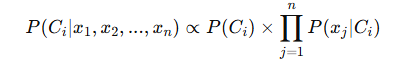 P(C_i|x_1, x_2, ..., x_n) ∝ P(C_i) × ∏_{j=1}^{n} P(x_j|C_i)